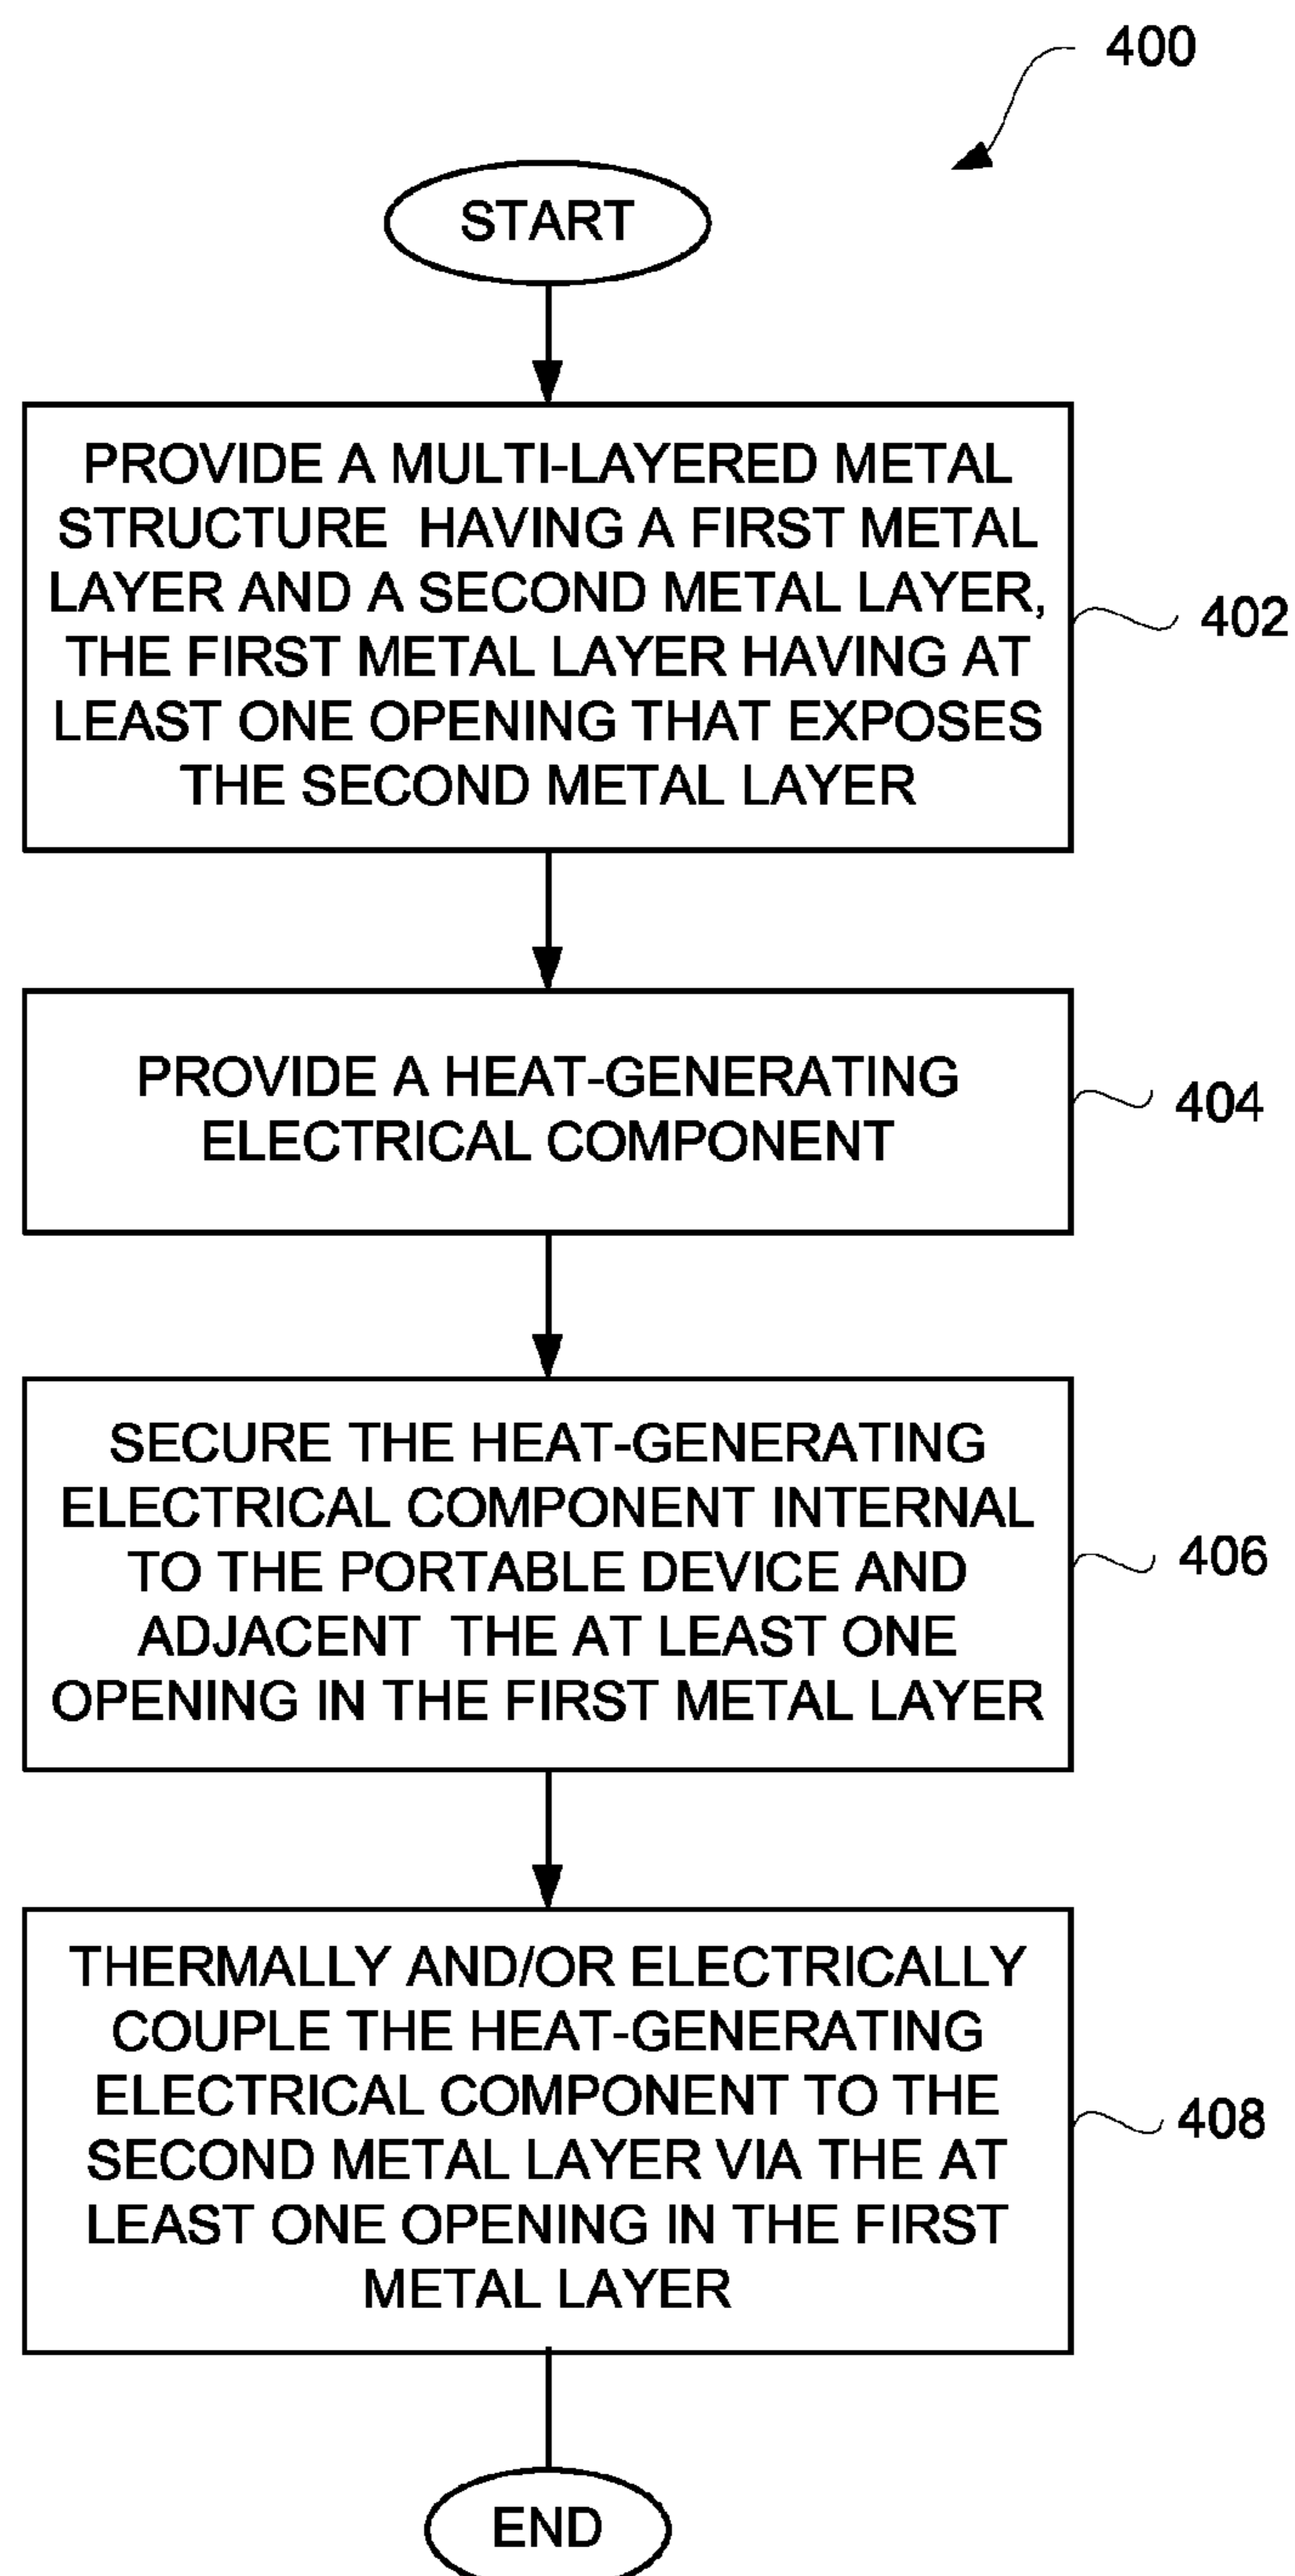 400
START
PROVIDE A MULTI-LAYERED METAL
STRUCTURE HAVING A FIRST METAL
LAYER AND A SECOND METAL LAYER,
THE FIRST METAL LAYER HAVING AT
LEAST ONE OPENING THAT EXPOSES
THE SECOND METAL LAYER
402
PROVIDE A HEAT-GENERATING
ELECTRICAL COMPONENT
404
SECURE THE HEAT-GENERATING
ELECTRICAL COMPONENT INTERNAL
TO THE PORTABLE DEVICE AND
ADJACENT THE AT LEAST ONE
OPENING IN THE FIRST METAL LAYER
406
THERMALLY AND/OR ELECTRICALLY
COUPLE THE HEAT-GENERATING
ELECTRICAL COMPONENT TO THE
SECOND METAL LAYER VIA THE AT
LEAST ONE OPENING IN THE FIRST
METAL LAYER
408
END